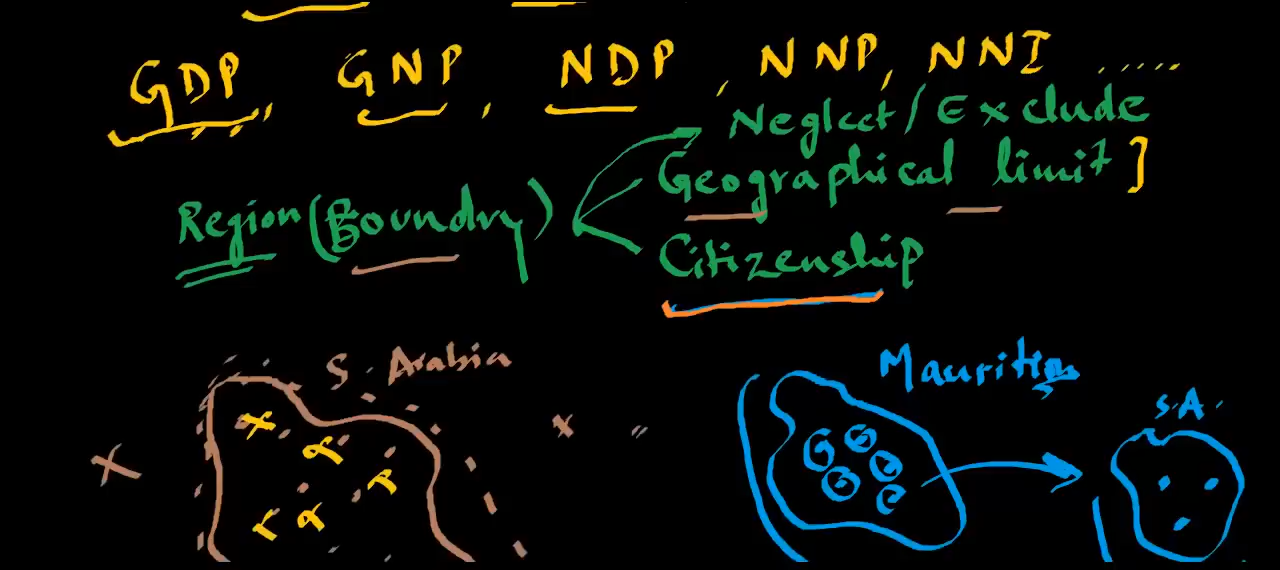 GDP, GNP, NDP, NNP, NNI .....
Neglect/Exclude
Geographical limit]
Region (Boundry)
Citizenship
S. Arabia
Mauritius
S.A.